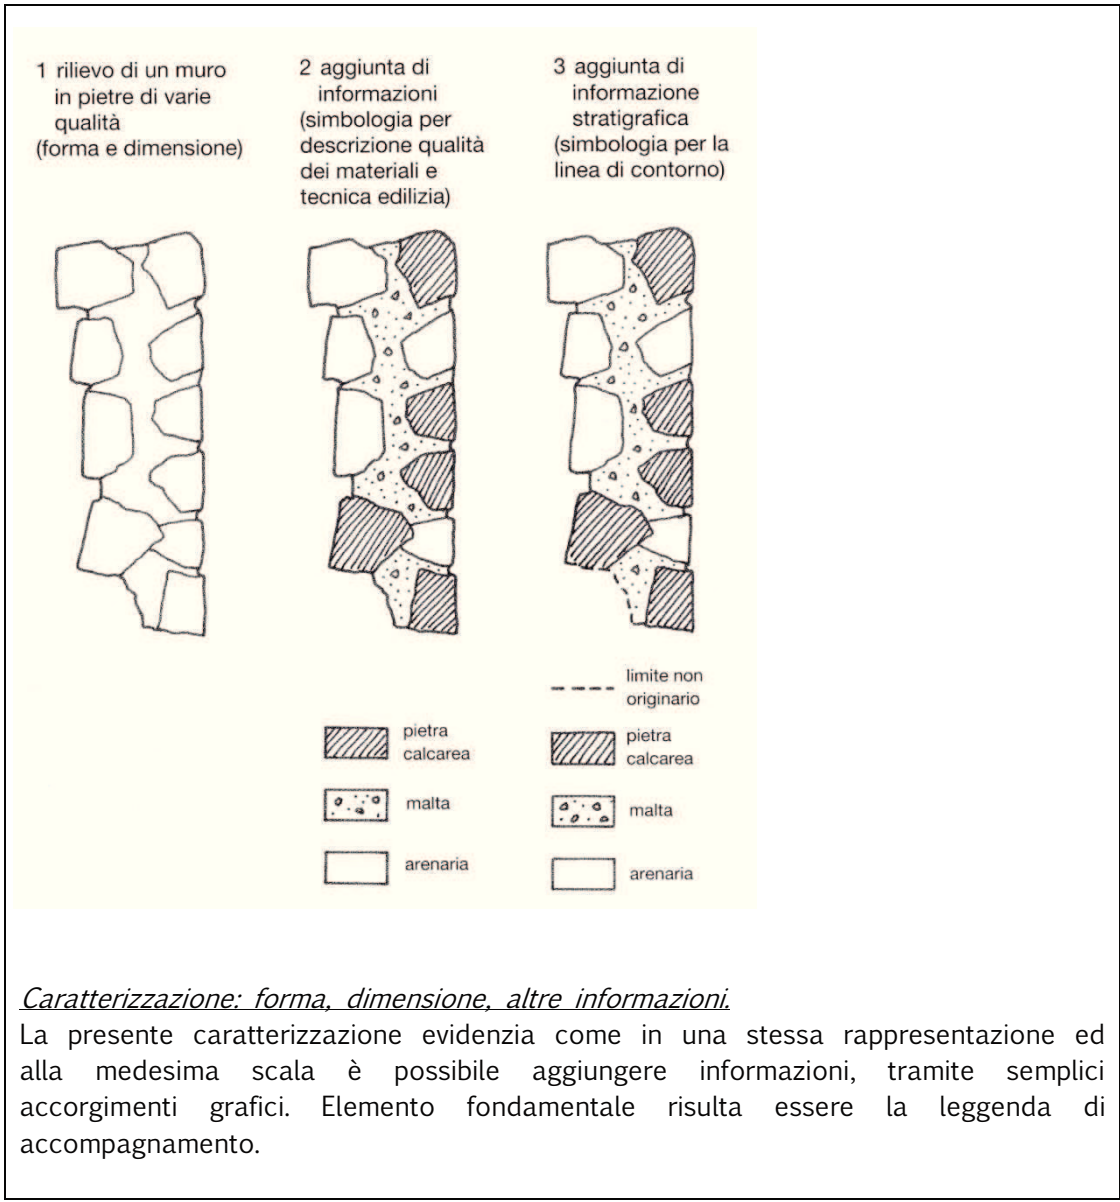 1 rilievo di un muro
in pietre di varie
qualità
(forma e dimensione)
2 aggiunta di
informazioni
(simbologia per
descrizione qualità
dei materiali e
tecnica edilizia)
3 aggiunta di
informazione
stratigrafica
(simbologia per la
linea di contorno)
pietra
calcarea
malta
arenaria
limite non
originario
pietra
calcarea
malta
arenaria
Caratterizzazione: forma, dimensione, altre informazioni.
La presente caratterizzazione evidenzia come in una stessa rappresentazione ed
alla medesima scala è possibile aggiungere informazioni, tramite semplici
accorgimenti grafici. Elemento fondamentale risulta essere la leggenda di
accompagnamento.